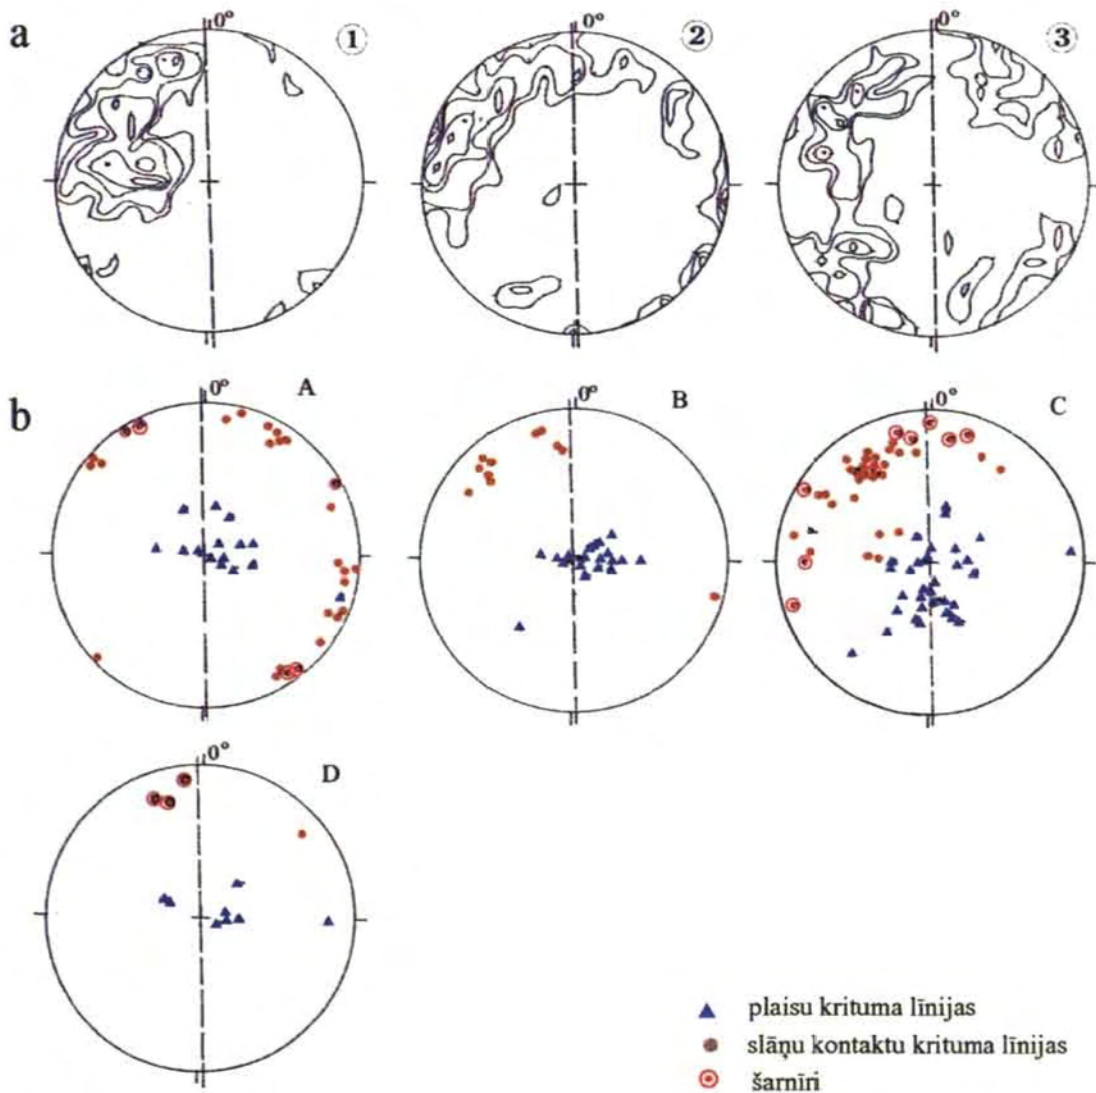 a
0°
1
0°
2
0°
3
b
0°
A
0°
B
0°
C
0°
D
plaisu krituma līnijas
slāņu kontaktu krituma līnijas
šarnīri